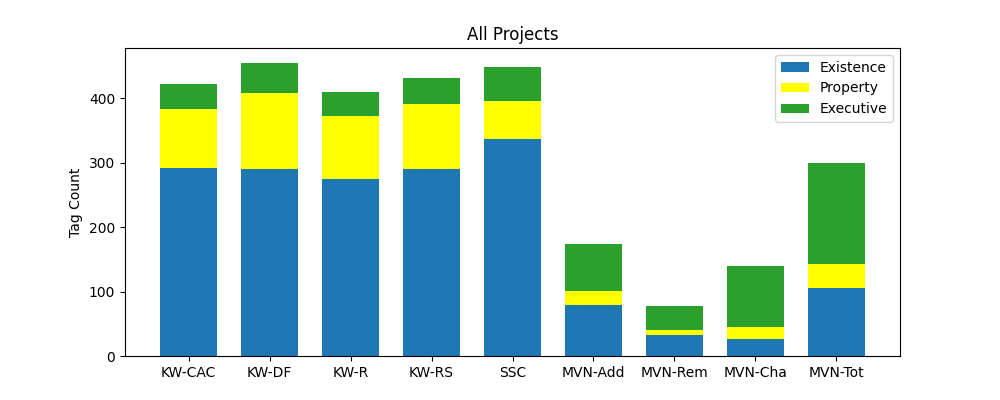 All Projects
Existence
Property
Executive
Tag Count
400
300
200
100
0
KW-CAC KW-DF KW-R KW-RS SSC MVN-Add MVN-Rem MVN-Cha MVN-Tot